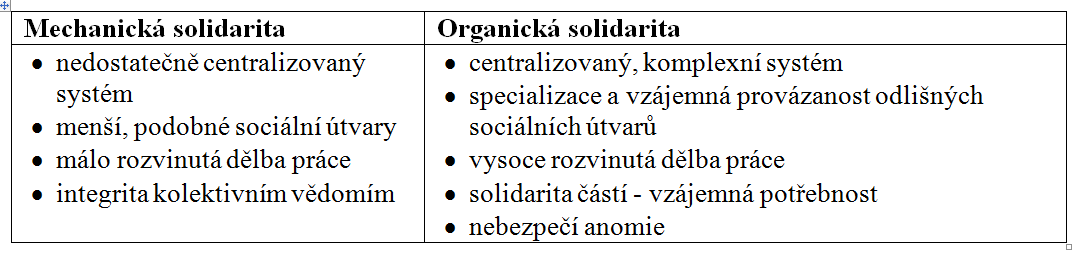 Mechanická solidarita
nedostatečně centralizovaný
systém
menší, podobné sociální útvary
málo rozvinutá dělba práce
integrita kolektivním vědomím
Organická solidarita
centralizovaný, komplexní systém
specializace a vzájemná provázanost odlišných
sociálních útvarů
vysoce rozvinutá dělba práce
solidarita částí - vzájemná potřebnost
nebezpečí anomie